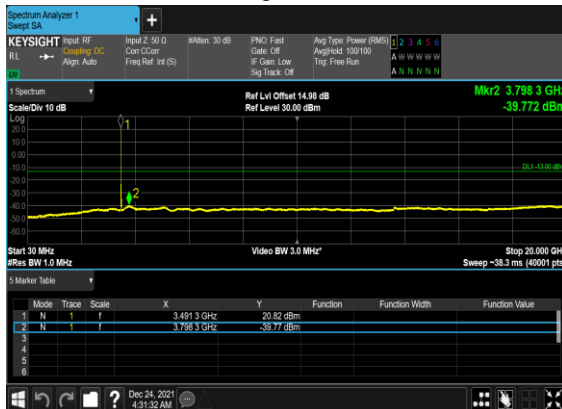 Spectrum Analyzer 1
Swept SA
KEYSIGHT Input: RF Input Z: 50 Ω #Atten: 30 dB PNO: Fast Avg Type: Power (RMS) 1 2 3 4 5 6
RL Coupling: DC Corr CCorr Gate: Off Avg|Hold: 100/100 A W W W W W
Align: Auto Freq Ref: Int (S) IF Gain: Low Trig: Free Run
Sig Track: Off A N N N N N
1 Spectrum Ref Lvl Offset 14.98 dB Mkr2 3.798 3 GHz
Scale/Div 10 dB Ref Level 30.00 dBm -39.772 dBm
Log
20.0
10.0
0.00
-10.0
-20.0
-30.0
-40.0
-50.0
-60.0
1
2
DL1 -13.00 dBm
Start 30 MHz Video BW 3.0 MHz* Stop 20.000 GHz
#Res BW 1.0 MHz Sweep ~38.3 ms (40001 pts)
5 Marker Table
Mode Trace Scale X Y Function Function Width Function Value
1 N 1 f 3.491 3 GHz 20.82 dBm
2 N 1 f 3.798 3 GHz -39.77 dBm
3
4
5
6
Dec 24, 2021
4:31:32 AM